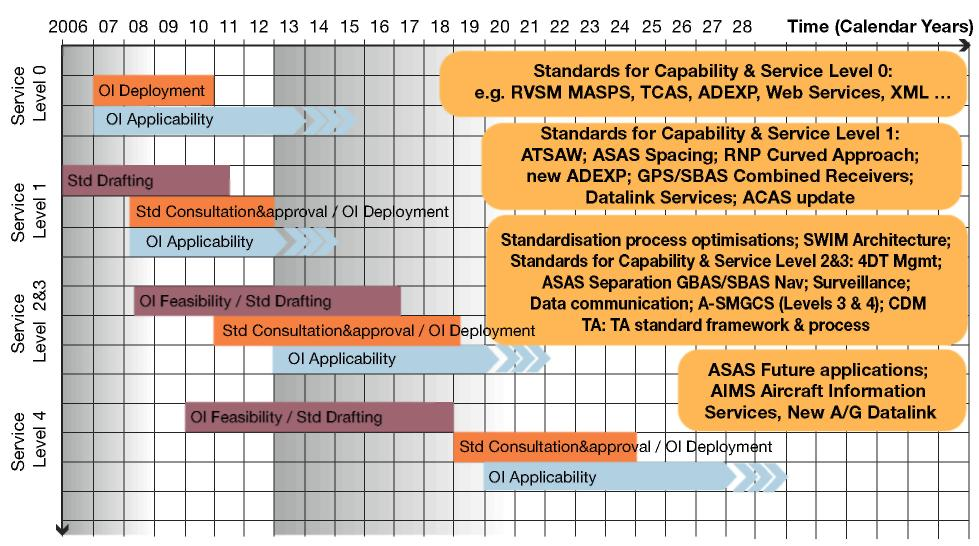 2006 07 08 09 10 11 12 13 14 15 16 17 18 19 20 21 22 23 24 25 26 27 28 Time (Calendar Years)
Service
Level 0
OI Deployment
OI Applicability
Standards for Capability & Service Level 0:
e.g. RVSM MASPS, TCAS, ADEXP, Web Services, XML ...
Service
Level 1
Std Drafting
Std Consultation&approval / OI Deployment
OI Applicability
Standards for Capability & Service Level 1:
ATSAW; ASAS Spacing; RNP Curved Approach;
new ADEXP; GPS/SBAS Combined Receivers;
Datalink Services; ACAS update
Service
Level 2&3
OI Feasibility / Std Drafting
Std Consultation&approval / OI Deployment
OI Applicability
Standardisation process optimisations; SWIM Architecture;
Standards for Capability & Service Level 2&3: 4DT Mgmt;
ASAS Separation GBAS/SBAS Nav; Surveillance;
Data communication; A-SMGCS (Levels 3 & 4); CDM
TA: TA standard framework & process
Service
Level 4
OI Feasibility / Std Drafting
Std Consultation&approval / OI Deployment
OI Applicability
ASAS Future applications;
AIMS Aircraft Information
Services, New A/G Datalink